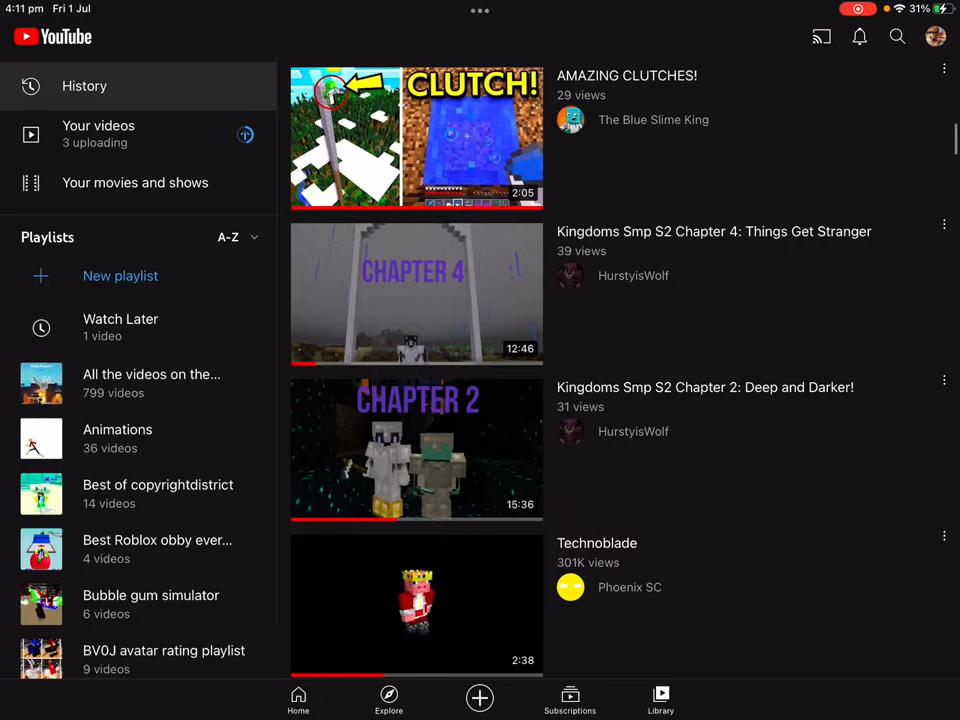 4:11 pm Fri 1 Jul
31%
YouTube
History
Your videos
3 uploading
Your movies and shows
Playlists
A-Z
New playlist
Watch Later
1 video
All the videos on the...
799 videos
Animations
36 videos
Best of copyrightdistrict
14 videos
Best Roblox obby ever...
4 videos
Bubble gum simulator
6 videos
BV0J avatar rating playlist
9 videos
CLUTCH!
2:05
AMAZING CLUTCHES!
29 views
The Blue Slime King
CHAPTER 4
12:46
Kingdoms Smp S2 Chapter 4: Things Get Stranger
39 views
HurstyisWolf
CHAPTER 2
15:36
Kingdoms Smp S2 Chapter 2: Deep and Darker!
31 views
HurstyisWolf
2:38
Technoblade
301K views
Phoenix SC
Home
Explore
Subscriptions
Library